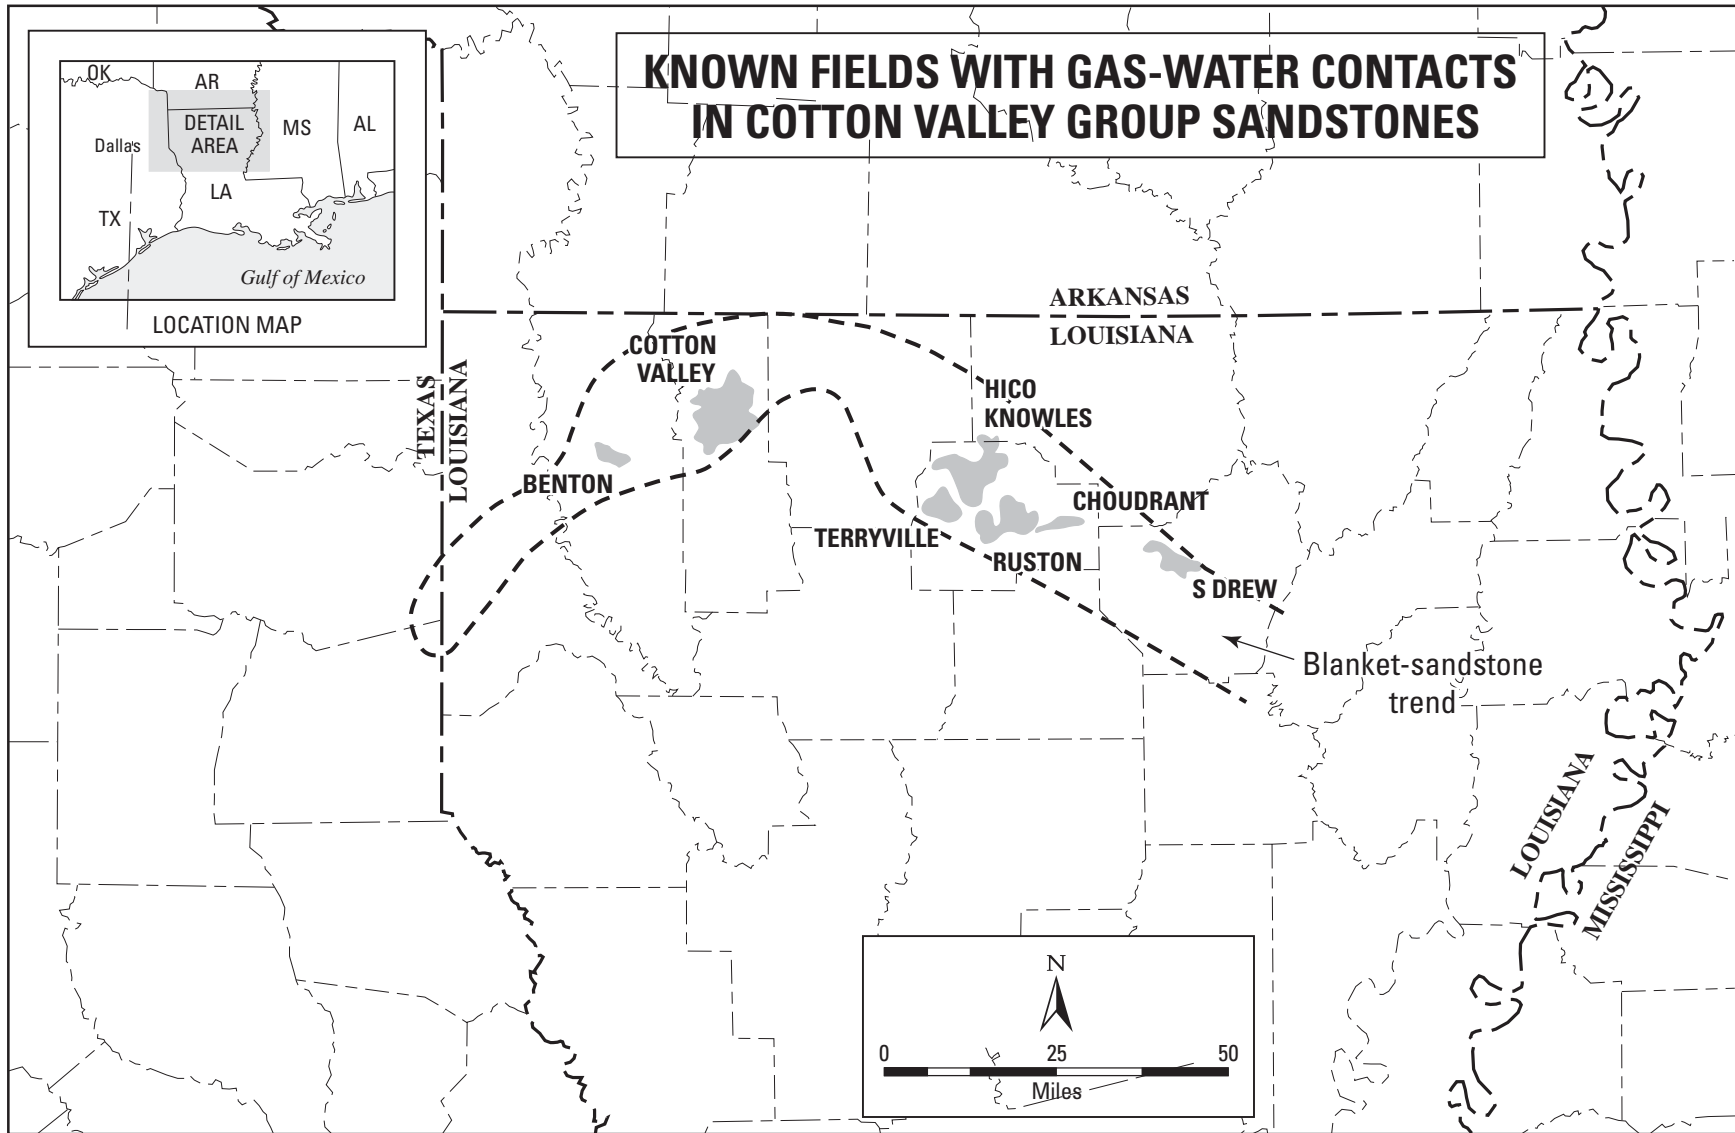 KNOWN FIELDS WITH GAS-WATER CONTACTS
IN COTTON VALLEY GROUP SANDSTONES
OK
AR
DETAIL
AREA
MS
AL
Dallas
LA
TX
Gulf of Mexico
LOCATION MAP
ARKANSAS
LOUISIANA
TEXAS
LOUISIANA
COTTON
VALLEY
HICO
KNOWLES
BENTON
CHOUDRANT
TERRYVILLE
RUSTON
S DREW
Blanket-sandstone
trend
LOUISIANA
MISSISSIPPI
N
0 25 50
Miles